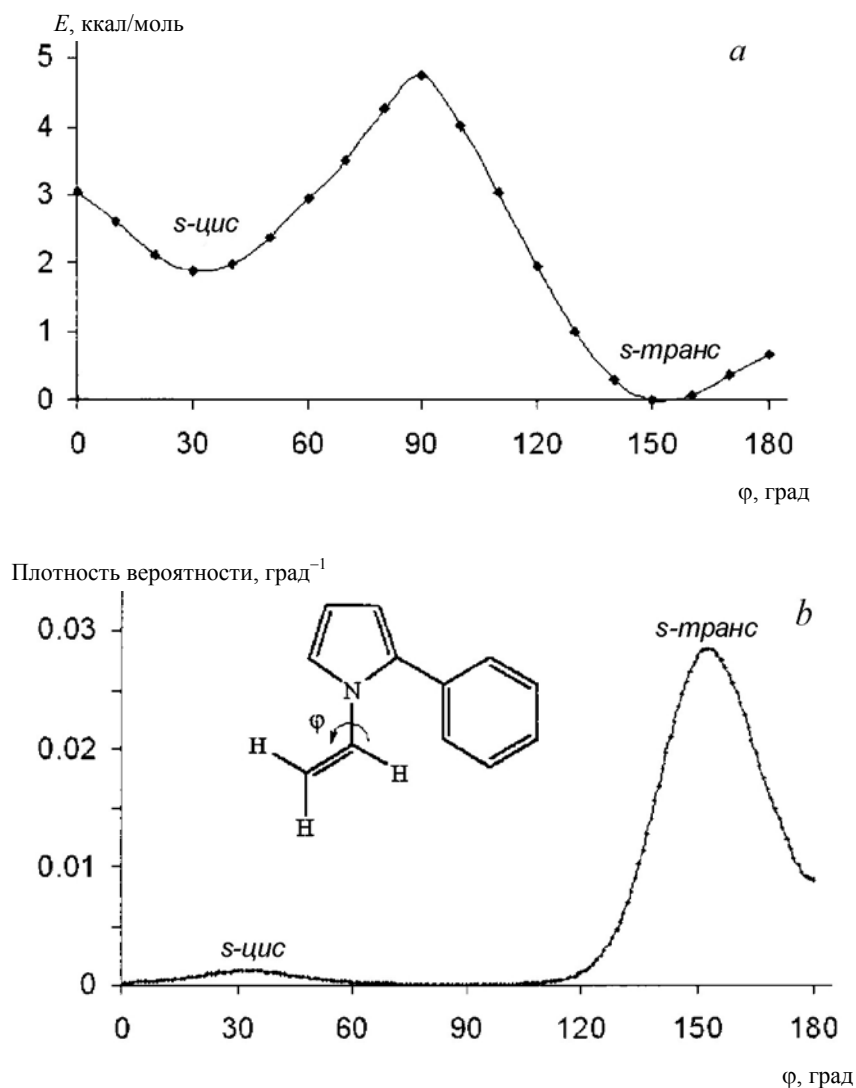 E, ккал/моль
a
5
4
3
2
1
0
s-цис
s-транс
0 30 60 90 120 150 180
φ, град
Плотность вероятности, град⁻¹
b
0.03
0.02
0.01
0
s-транс
N
φ
H
H
H
s-цис
0 30 60 90 120 150 180
φ, град